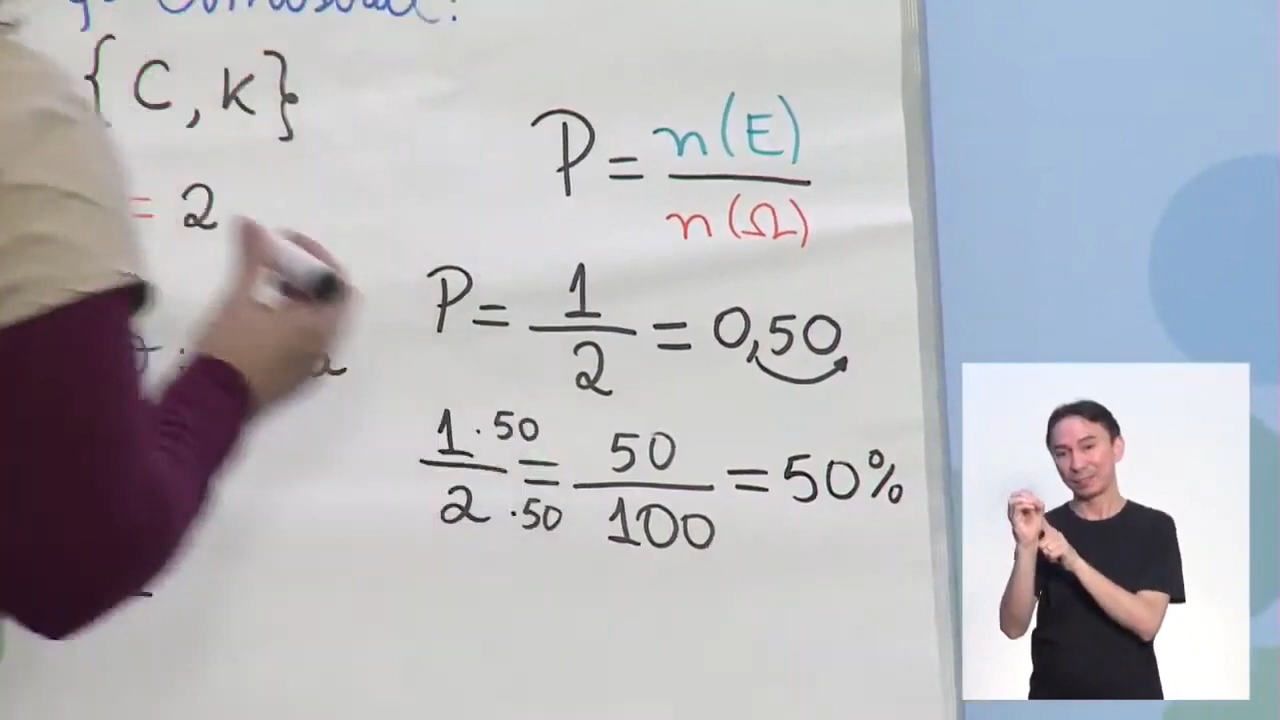 {C, K}
= 2
P = n(E) / n(Ω)
P = 1/2 = 0,50
1 · 50 / 2 · 50 = 50/100 = 50%